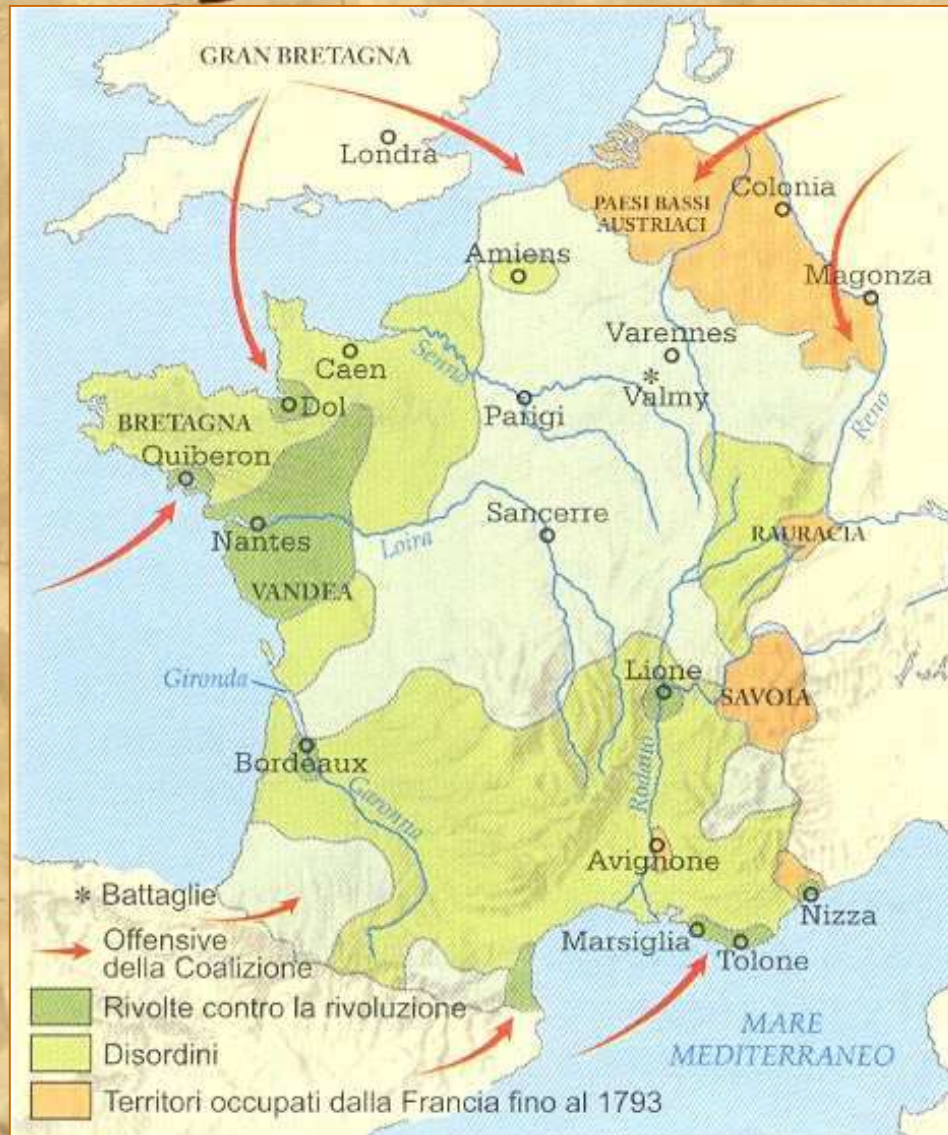 GRAN BRETAGNA
Londra
PAESI BASSI
AUSTRIACI
Colonia
Amiens
Magonza
Varennes
Caen
Senna
Valmy
Dol
Parigi
BRETAGNA
Reno
Quiberon
Sancerre
Nantes
Loira
RAURACIA
VANDEA
Gironda
Lione
SAVOIA
Bordeaux
Garonna
Rodano
Avignone
Nizza
Marsiglia
Tolone
MARE
MEDITERRANEO
* Battaglie
Offensive
della Coalizione
Rivolte contro la rivoluzione
Disordini
Territori occupati dalla Francia fino al 1793